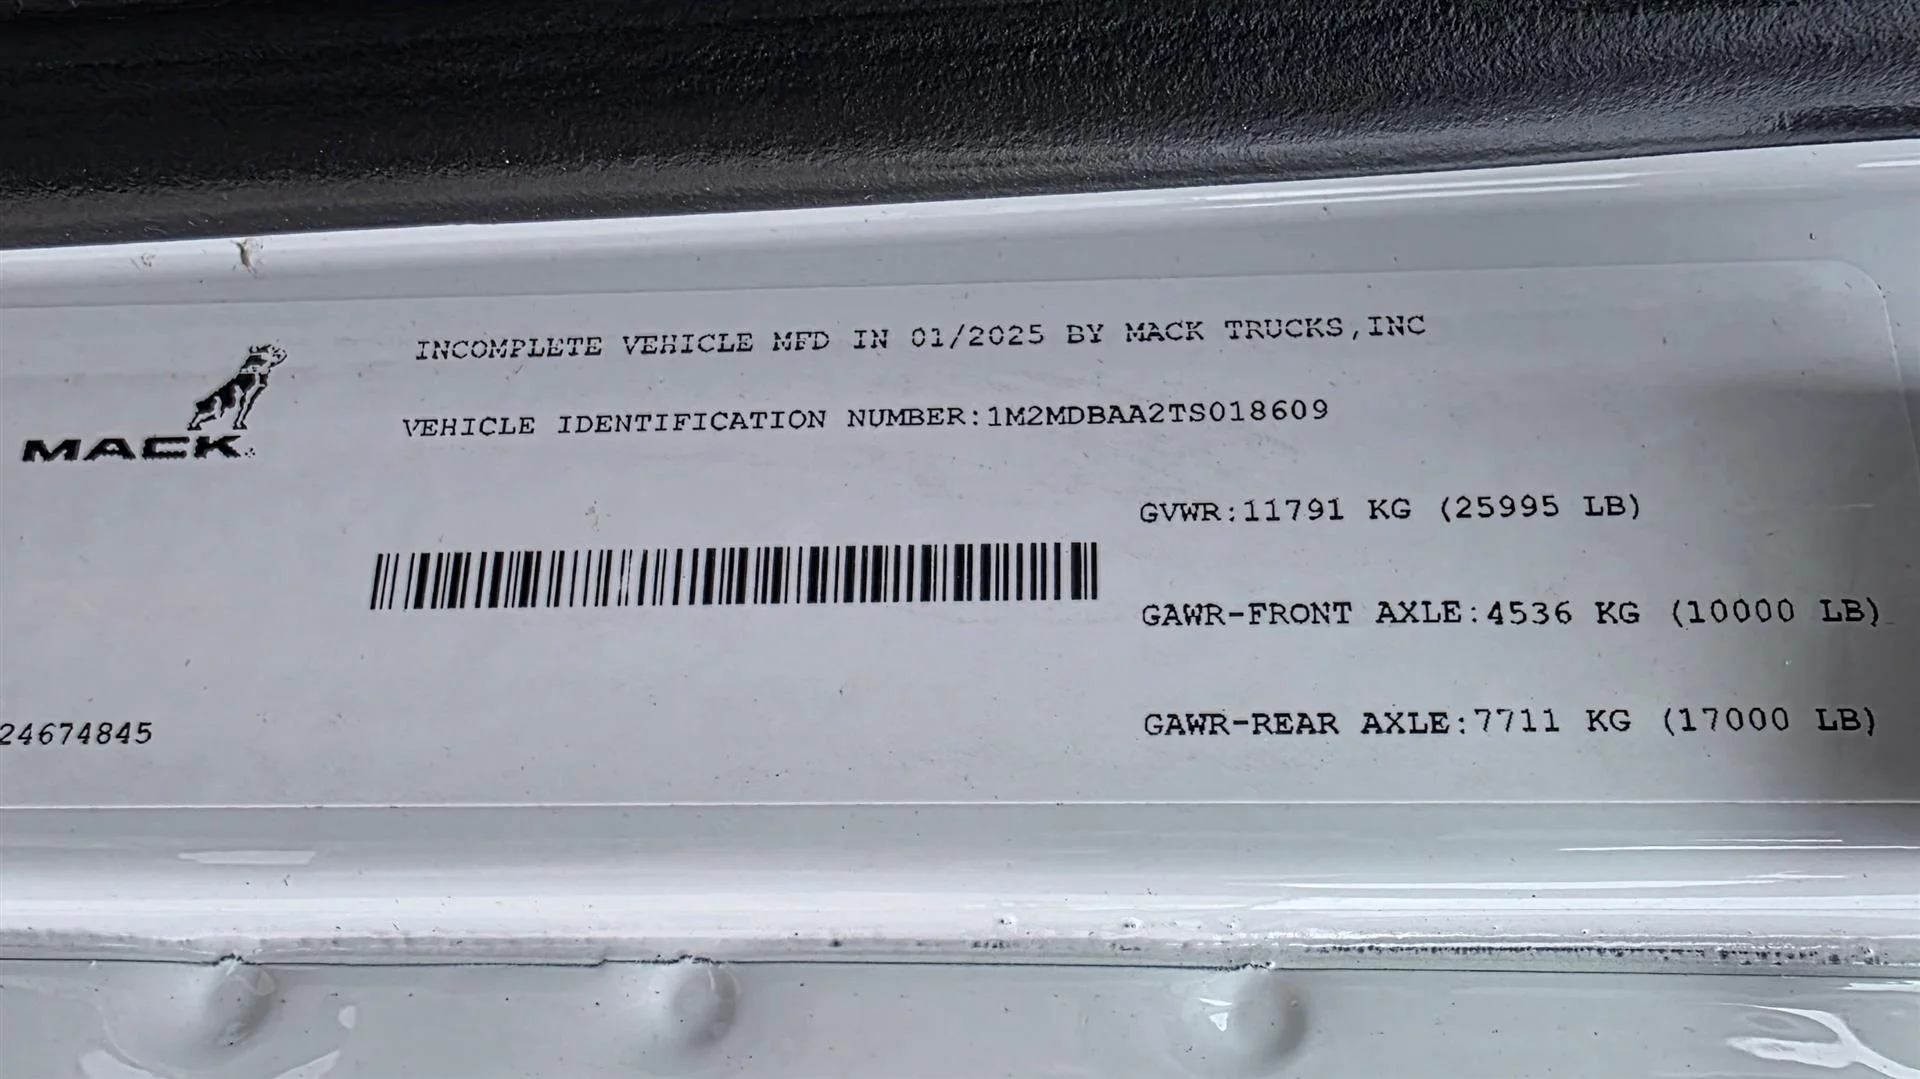 INCOMPLETE VEHICLE MFD IN 01/2025 BY MACK TRUCKS,INC
MACK
VEHICLE IDENTIFICATION NUMBER:1M2MDBAA2TS018609
GVWR:11791 KG (25995 LB)
GAWR-FRONT AXLE:4536 KG (10000 LB)
24674845
GAWR-REAR AXLE:7711 KG (17000 LB)